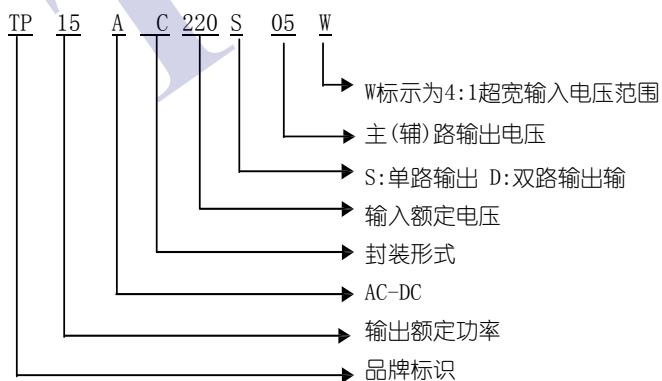 TP 15 A C 220 S 05 W
W标示为4:1超宽输入电压范围
主(辅)路输出电压
S:单路输出 D:双路输出输
输入额定电压
封装形式
AC-DC
输出额定功率
品牌标识